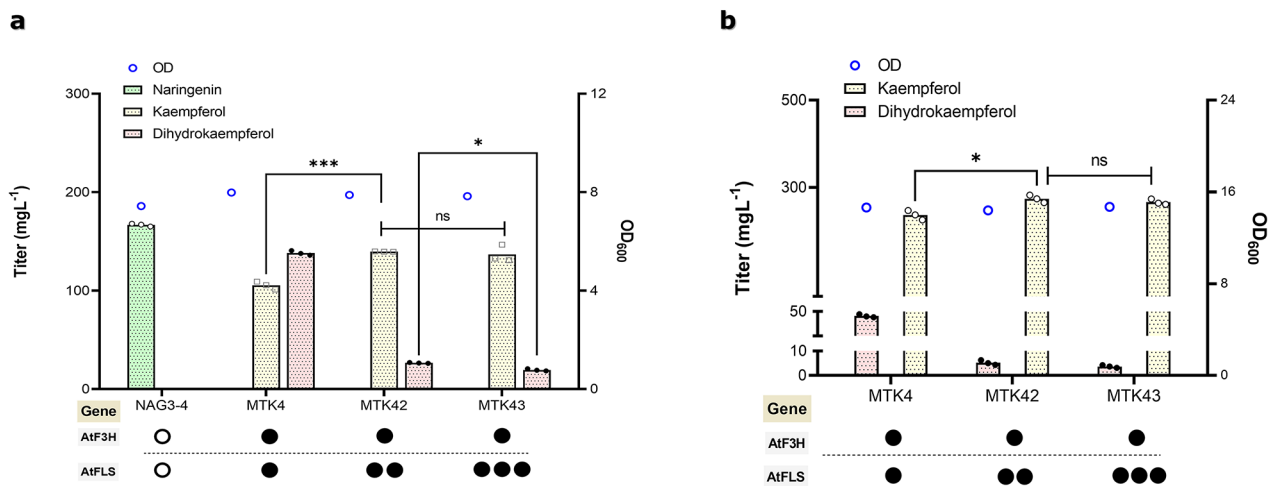 a
OD
Naringenin
Kaempferol
Dihydrokaempferol
300
200
100
0
Titer (mgL⁻¹)
12
8
4
0
OD₆₀₀
***
*
ns
NAG3-4 MTK4 MTK42 MTK43
Gene
AtF3H
AtFLS
b
OD
Kaempferol
Dihydrokaempferol
500
300
50
10
0
Titer (mgL⁻¹)
24
16
8
0
OD₆₀₀
*
ns
MTK4 MTK42 MTK43
Gene
AtF3H
AtFLS